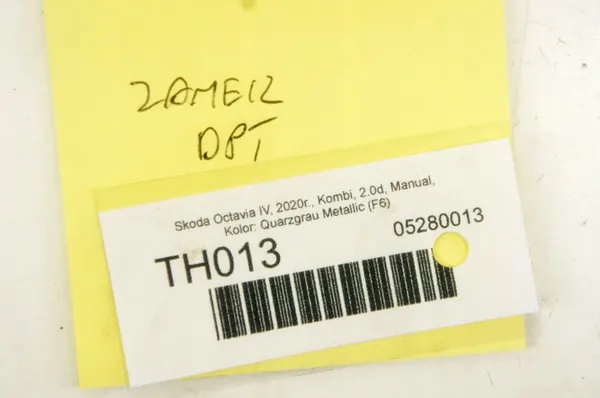 ZAMEK
DPT
Skoda Octavia IV, 2020r., Kombi, 2.0d, Manual,
Kolor: Quarzgrau Metallic (F6)
TH013
05280013